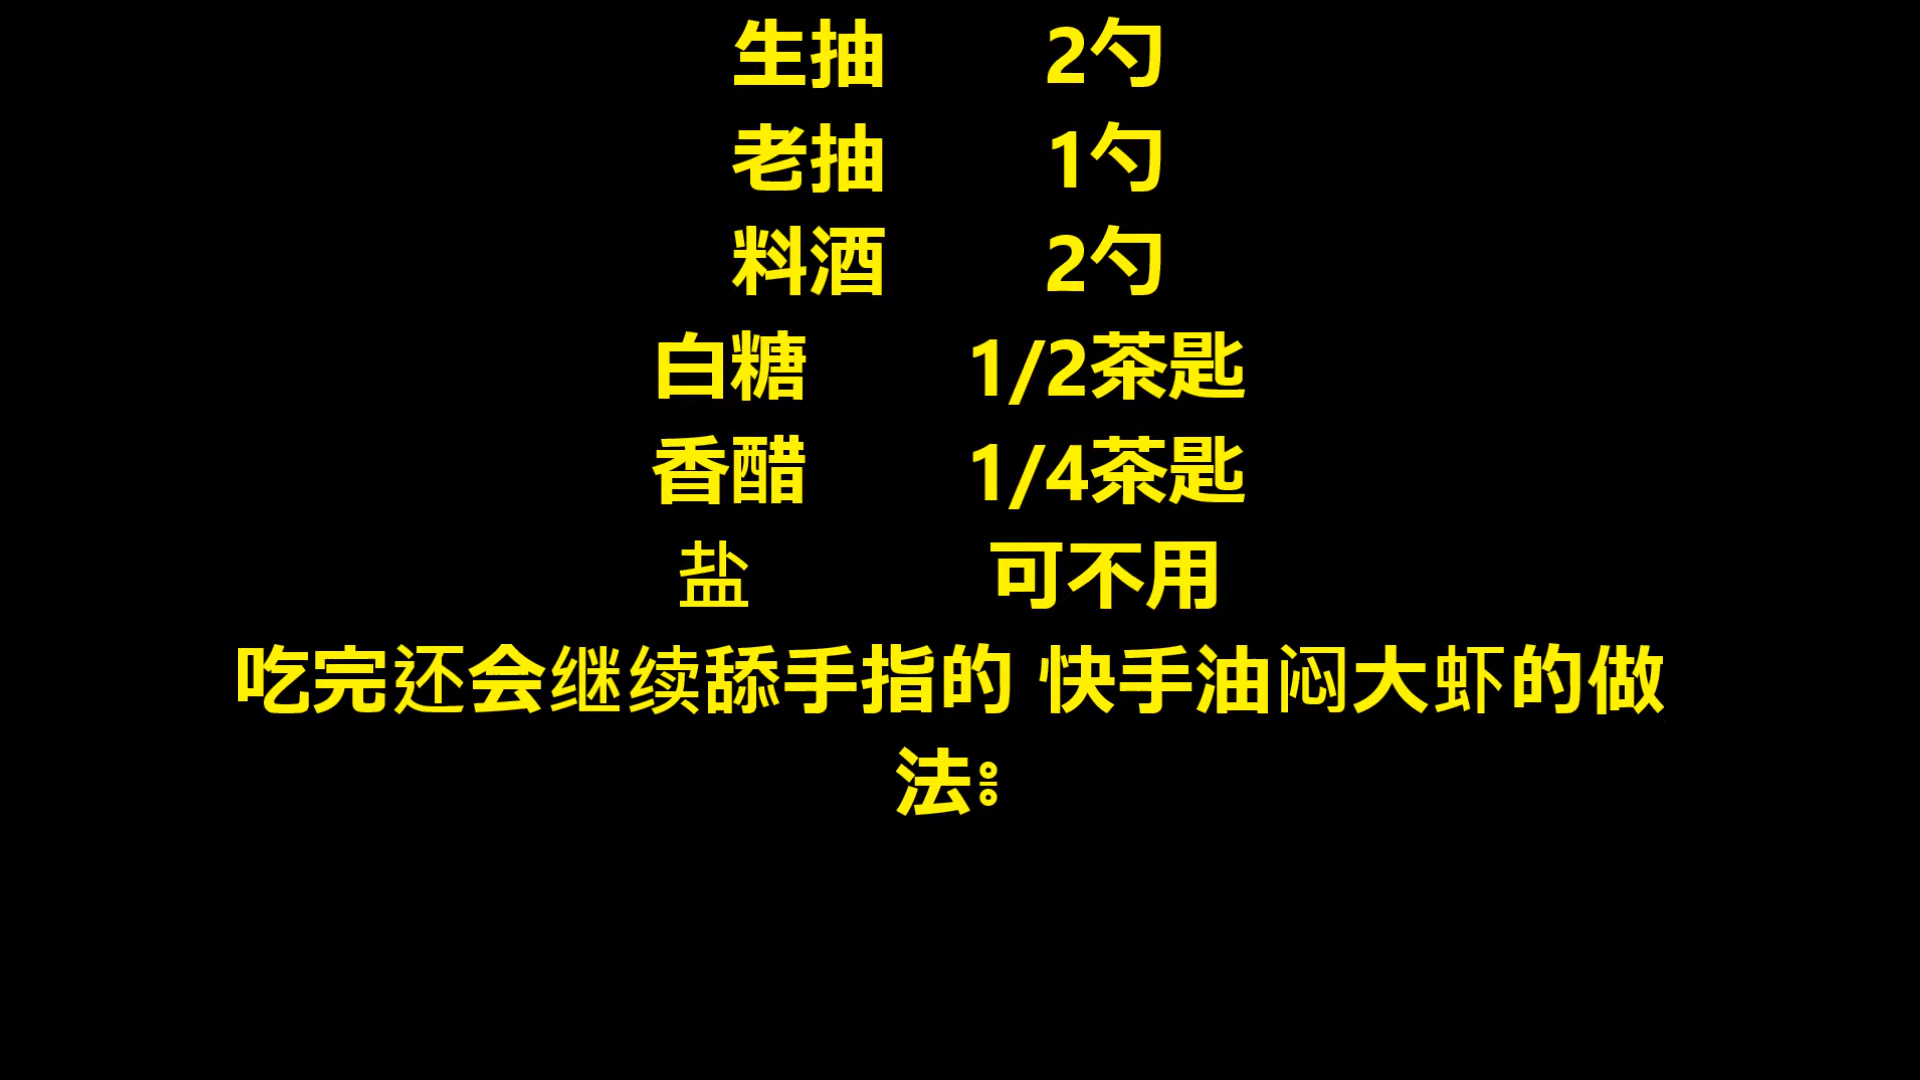 生抽 2勺
老抽 1勺
料酒 2勺
白糖 1/2茶匙
香醋 1/4茶匙
盐 可不用
吃完还会继续舔手指的 快手油闷大虾的做
法：